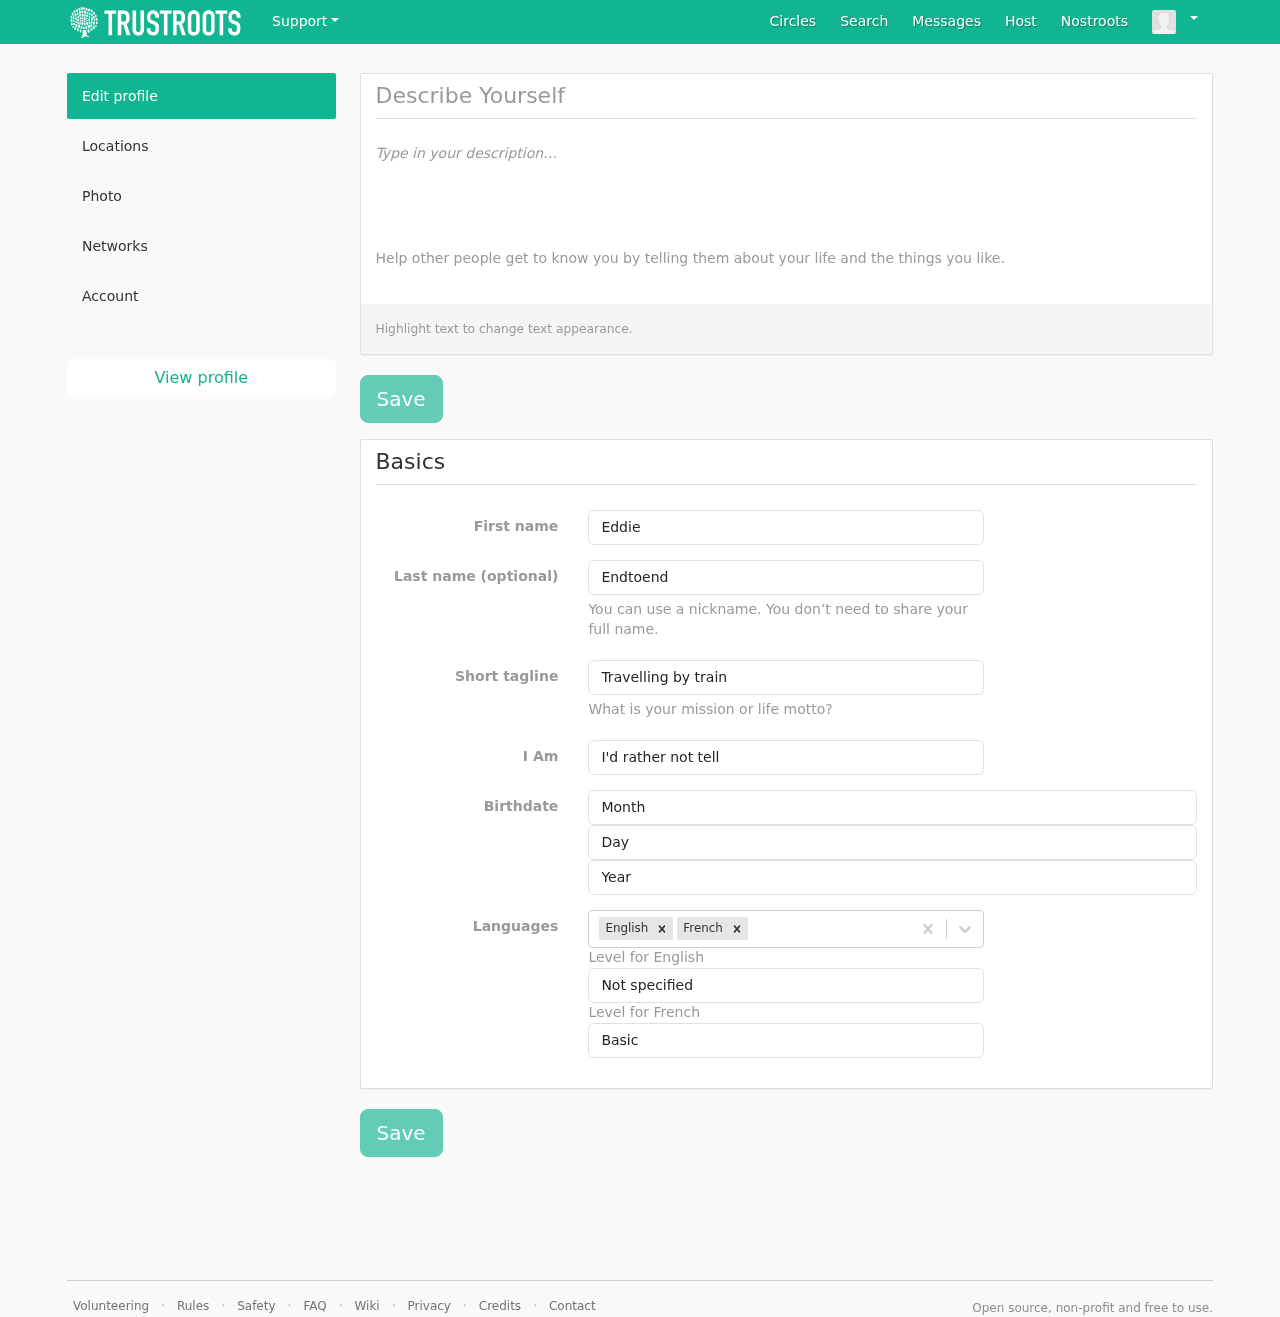 TRUSTROOTS
Support
Circles
Search
Messages
Host
Nostroots
Edit profile
Locations
Photo
Networks
Account
View profile
Describe Yourself
Type in your description…
Help other people get to know you by telling them about your life and the things you like.
Highlight text to change text appearance.
Save
Basics
First name
Eddie
Last name (optional)
Endtoend
You can use a nickname. You don’t need to share your
full name.
Short tagline
Travelling by train
What is your mission or life motto?
I Am
I'd rather not tell
Birthdate
Month
Day
Year
Languages
English
French
Level for English
Not specified
Level for French
Basic
Save
Volunteering · Rules · Safety · FAQ · Wiki · Privacy · Credits · Contact
Open source, non-profit and free to use.